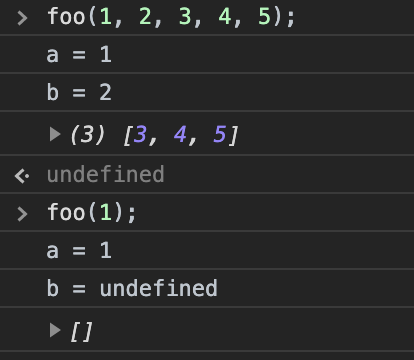 > foo(1, 2, 3, 4, 5);
a = 1
b = 2
▶ (3) [3, 4, 5]
<· undefined
> foo(1);
a = 1
b = undefined
▶ []